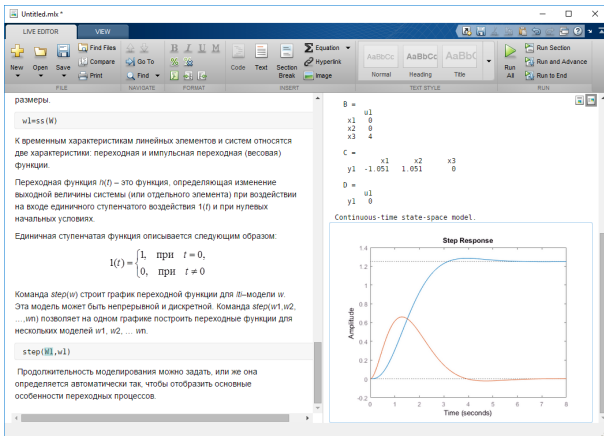 Untitled.mlx *
LIVE EDITOR VIEW
New Open Save Find Files Compare Print
Go To Find
B I U M
Code Text Section Break
Equation Hyperlink Image
AaBbCc AaBbCc AaBbC
Normal Heading Title
Run All Run Section Run and Advance Run to End
FILE NAVIGATE FORMAT INSERT TEXT STYLE RUN
размеры.
w1=ss(W)
К временным характеристикам линейных элементов и систем относятся
две характеристики: переходная и импульсная переходная (весовая)
функции.
Переходная функция h(t) – это функция, определяющая изменение
выходной величины системы (или отдельного элемента) при воздействии
на входе единичного ступенчатого воздействия 1(t) и при нулевых
начальных условиях.
Единичная ступенчатая функция описывается следующим образом:
1(t) = {1, при t = 0,
0, при t ≠ 0
Команда step(w) строит график переходной функции для lti–модели w.
Эта модель может быть непрерывной и дискретной. Команда step(w1,w2,
…,wn) позволяет на одном графике построить переходные функции для
нескольких моделей w1, w2, … wn.
step(W1,w1)
Продолжительность моделирования можно задать, или же она
определяется автоматически так, чтобы отобразить основные
особенности переходных процессов.
B =
u1
x1 0
x2 0
x3 4
C =
x1 x2 x3
y1 -1.051 1.051 0
D =
u1
y1 0
Continuous-time state-space model.
Step Response
Amplitude
1.4
1.2
1
0.8
0.6
0.4
0.2
0
-0.2
0 1 2 3 4 5 6 7 8
Time (seconds)